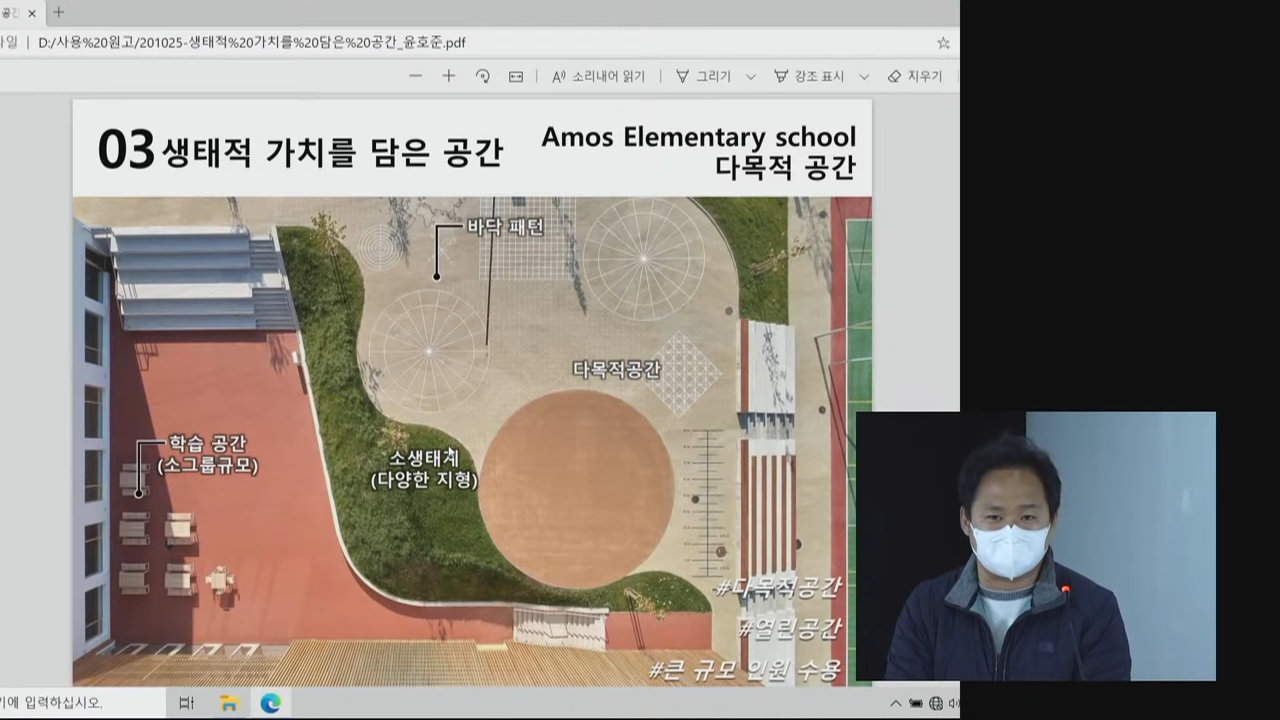 공간
D:/사용%20원고/201025-생태적%20가치를%20담은%20공간_윤호준.pdf
소리내어 읽기
그리기
강조 표시
지우기
03 생태적 가치를 담은 공간
Amos Elementary school
다목적 공간
바닥 패턴
다목적공간
학습 공간
(소그룹규모)
소생태계
(다양한 지형)
#다목적공간
#열린공간
#큰 규모 인원 수용
입력하십시오.